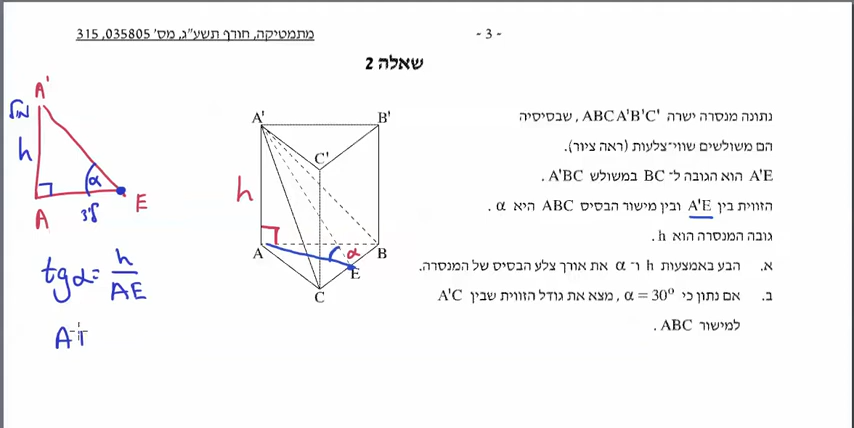 מתמטיקה, חורף תשע"ג, מס' 035805, 315
- 3 -
שאלה 2
נתונה מנסרה ישרה ABCA'B'C' , שבסיסיה
הם משולשים שווי־צלעות (ראה ציור).
A'E הוא הגובה ל־ BC במשולש A'BC .
הזווית בין A'E ובין מישור הבסיס ABC היא α .
גובה המנסרה הוא h .
א. הבע באמצעות h ו־ α את אורך צלע הבסיס של המנסרה.
ב. אם נתון כי α = 30° , מצא את גודל הזווית שבין A'C
למישור ABC .
A' B'
C'
h
A α B
E
C
A'
מול
h
α
A ליד E
tgα = h
AE